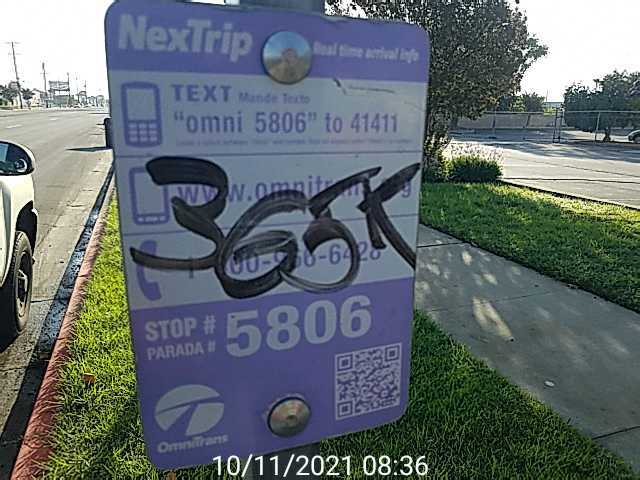 NexTrip Real time arrival info
TEXT Mande Texto
"omni 5806" to 41411
www.omnitrans.org
STOP # 5806
PARADA #
OmniTrans
10/11/2021 08:36